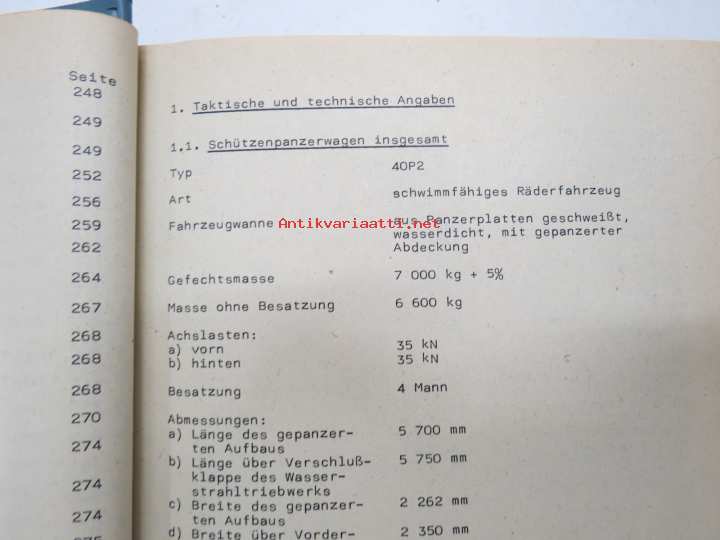 Seite
248
249
249
252
256
259
262
264
267
268
268
268
270
274
274
274
1. Taktische und technische Angaben
1.1. Schützenpanzerwagen insgesamt
Typ 40P2
Art schwimmfähiges Räderfahrzeug
Fahrzeugwanne aus Panzerplatten geschweißt,
wasserdicht, mit gepanzerter
Abdeckung
Antikvariaatti.net
Gefechtsmasse 7 000 kg + 5%
Masse ohne Besatzung 6 600 kg
Achslasten:
a) vorn 35 kN
b) hinten 35 kN
Besatzung 4 Mann
Abmessungen:
a) Länge des gepanzer- 5 700 mm
ten Aufbaus
b) Länge über Verschluß- 5 750 mm
klappe des Wasser-
strahltriebwerks
c) Breite des gepanzer- 2 262 mm
ten Aufbaus
d) Breite über Vorder- 2 350 mm